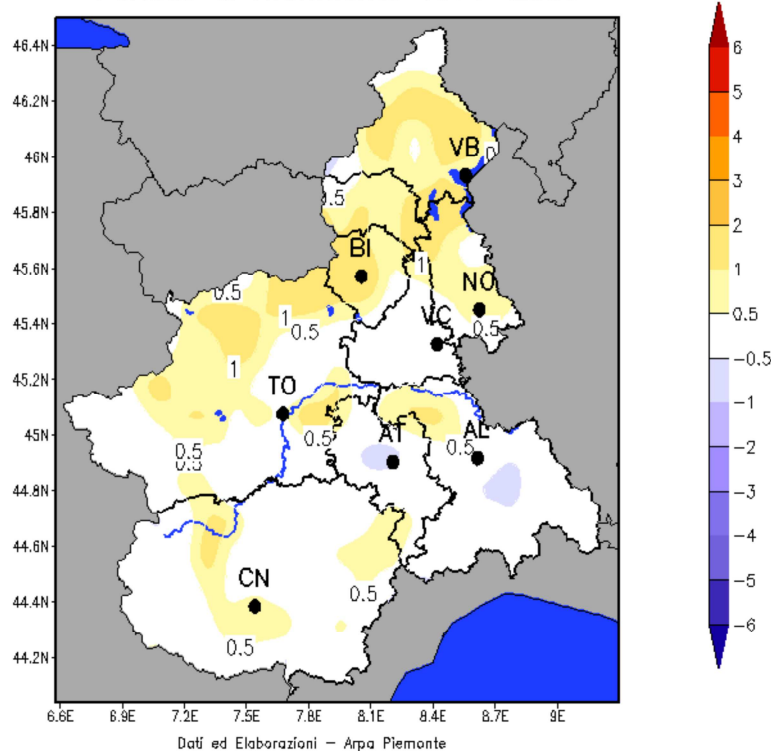 46.4N
46.2N
46N
45.8N
45.6N
45.4N
45.2N
45N
44.8N
44.6N
44.4N
44.2N
6.6E 6.9E 7.2E 7.5E 7.8E 8.1E 8.4E 8.7E 9E
VB
0.5
BI
1
NO
0.5
0.5
1
0.5
VC
1
TO
0.5
AT
AL
0.5
0.5
0.5
CN
0.5
0.5
6
5
4
3
2
1
0.5
-0.5
-1
-2
-3
-4
-5
-6
Dati ed Elaborazioni - Arpa Piemonte